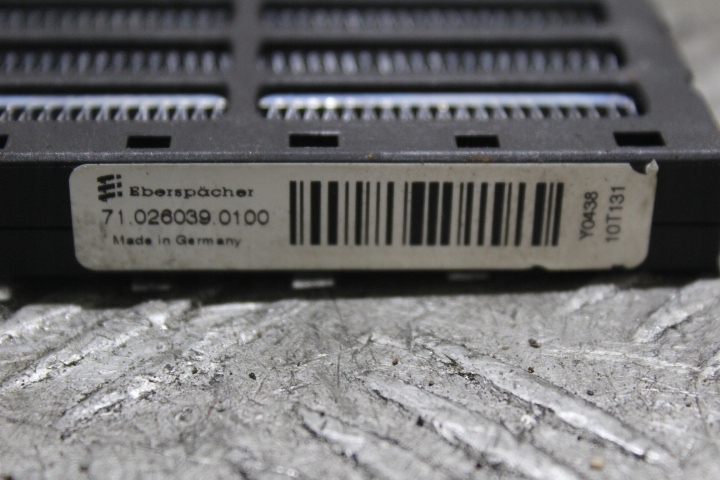 Eberspächer
71.026039.0100
Made in Germany
Y0438
10T131